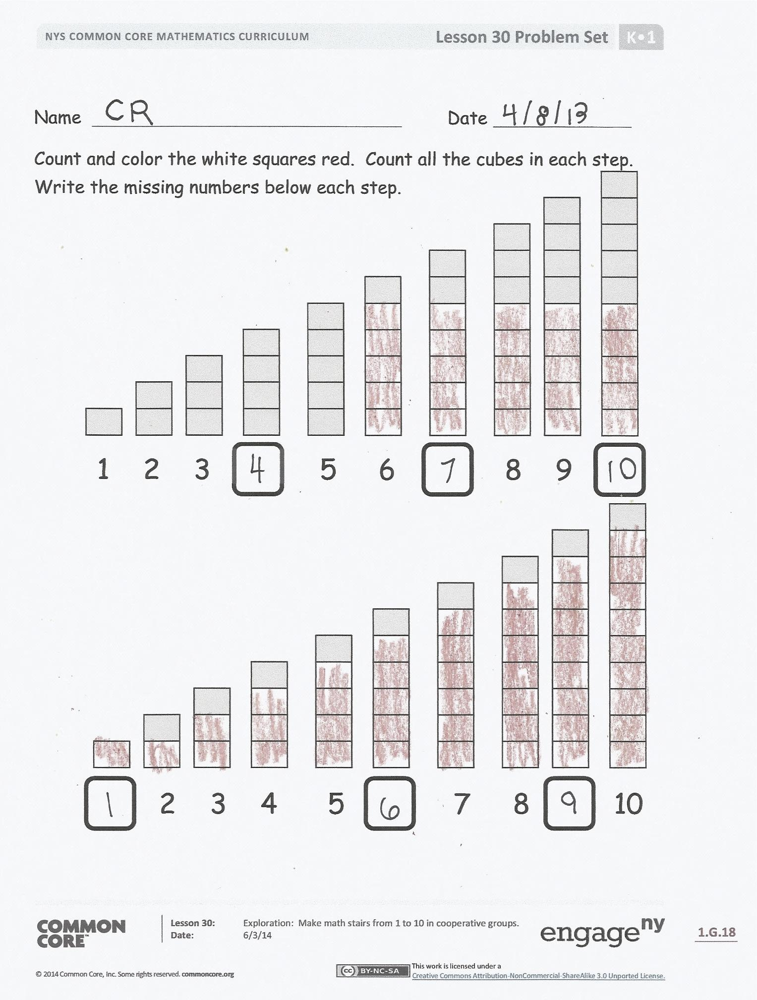 NYS COMMON CORE MATHEMATICS CURRICULUM Lesson 30 Problem Set K•1
Name CR Date 4/8/13
Count and color the white squares red. Count all the cubes in each step.
Write the missing numbers below each step.
1 2 3 4 5 6 7 8 9 10
1 2 3 4 5 6 7 8 9 10
COMMON CORE™
Lesson 30: Exploration: Make math stairs from 1 to 10 in cooperative groups.
Date: 6/3/14
engageny
1.G.18
© 2014 Common Core, Inc. Some rights reserved. commoncore.org
cc BY-NC-SA
This work is licensed under a
Creative Commons Attribution-NonCommercial-ShareAlike 3.0 Unported License.